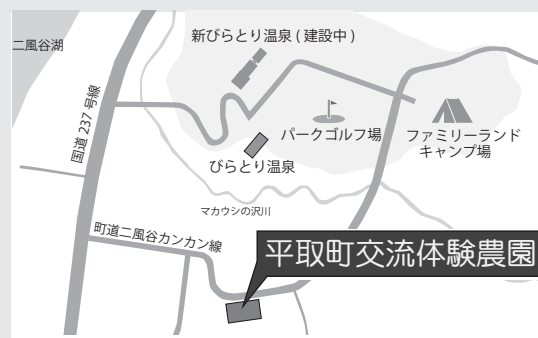 二風谷湖
新びらとり温泉 ( 建設中 )
国道 237 号線
パークゴルフ場
ファミリーランド
キャンプ場
びらとり温泉
マカウシの沢川
町道二風谷カンカン線
平取町交流体験農園